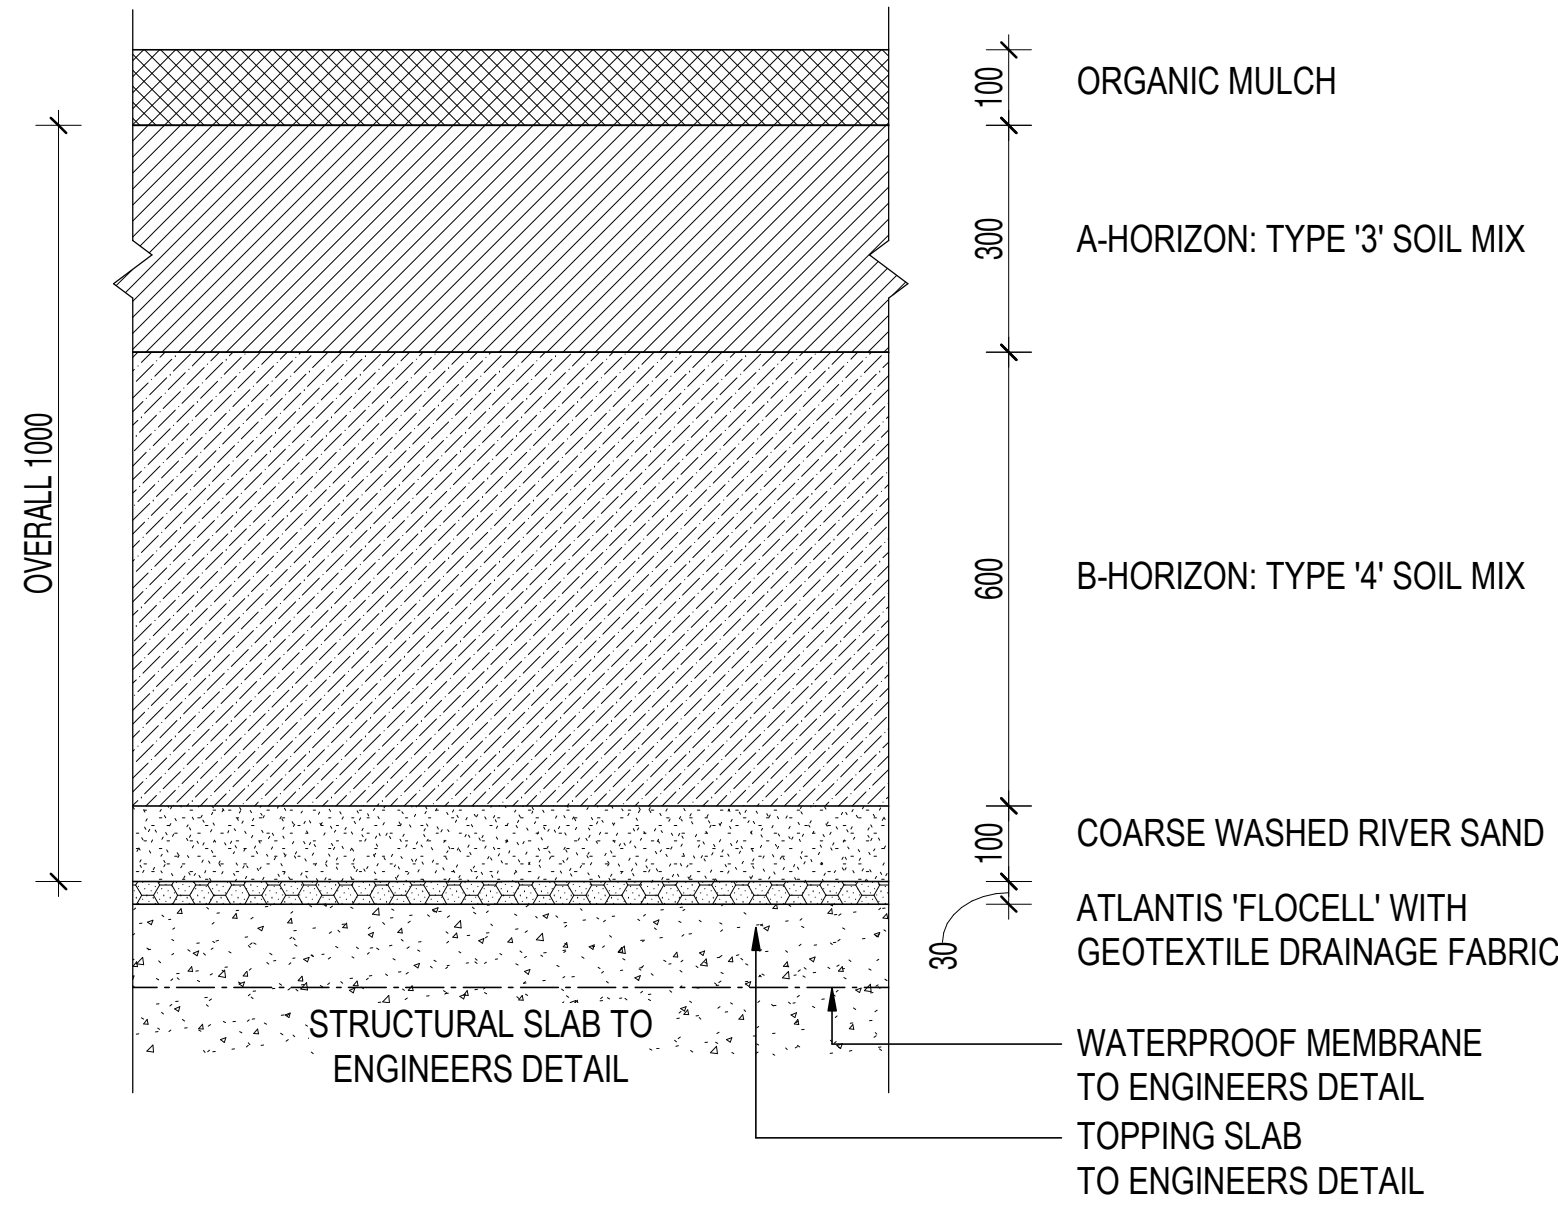 100
ORGANIC MULCH
300
A-HORIZON: TYPE '3' SOIL MIX
OVERALL 1000
600
B-HORIZON: TYPE '4' SOIL MIX
100
COARSE WASHED RIVER SAND
30
ATLANTIS 'FLOCELL' WITH
GEOTEXTILE DRAINAGE FABRIC
STRUCTURAL SLAB TO
ENGINEERS DETAIL
WATERPROOF MEMBRANE
TO ENGINEERS DETAIL
TOPPING SLAB
TO ENGINEERS DETAIL